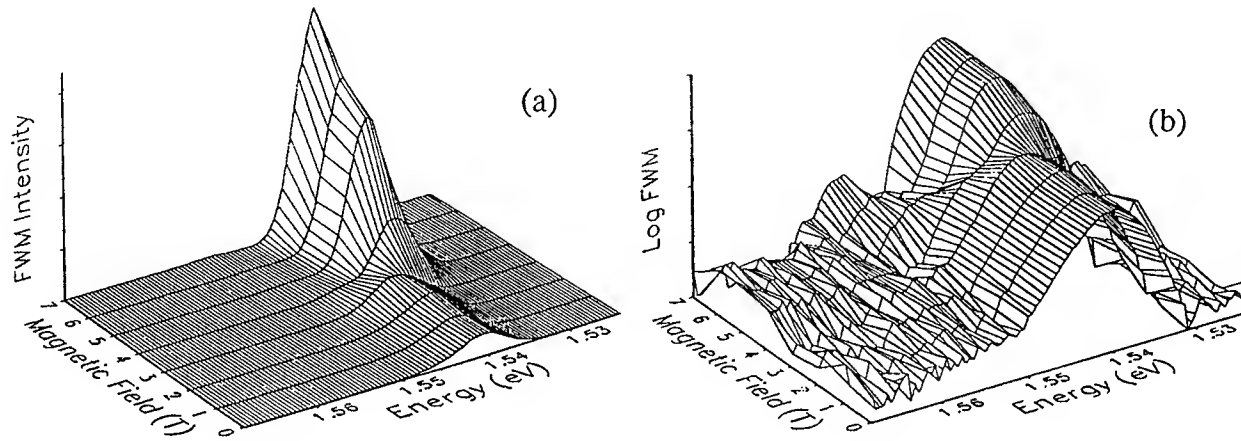 (a)
FWM Intensity
7 6 5 4 3 2 1 0
Magnetic Field (T)
1.56 1.55 1.54 1.53
Energy (eV)
(b)
Log FWM
7 6 5 4 3 2 1 0
Magnetic Field (T)
1.56 1.55 1.54 1.53
Energy (eV)